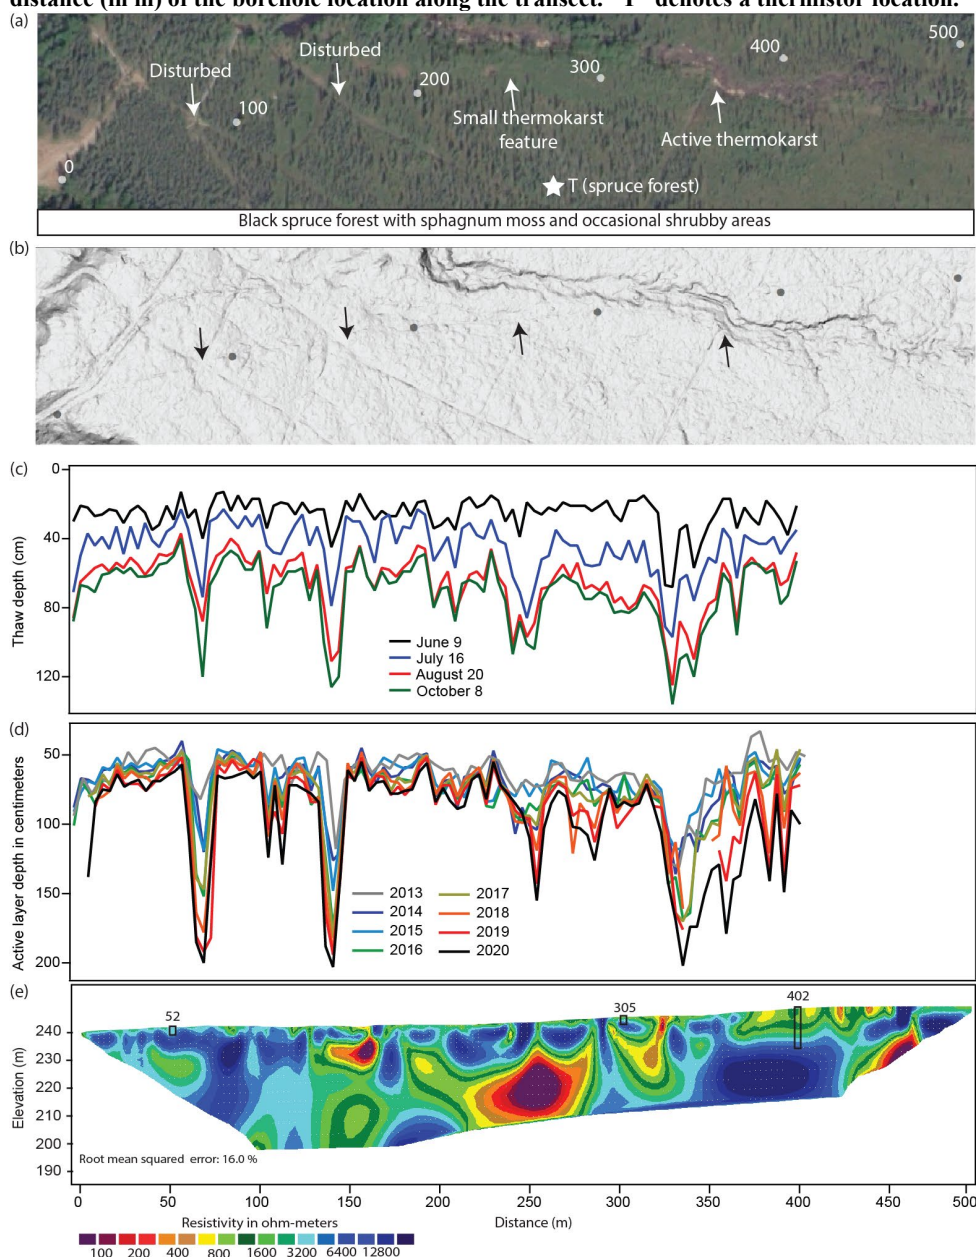 distance (in m) of the borehole location along the transect. "T" denotes a thermistor location.
(a)
Disturbed
Disturbed
0
100
200
300
400
500
Small thermokarst
feature
Active thermokarst
T (spruce forest)
Black spruce forest with sphagnum moss and occasional shrubby areas
(b)
(c)
Thaw depth (cm)
0
40
80
120
June 9
July 16
August 20
October 8
(d)
Active layer depth in centimeters
50
100
150
200
2013
2014
2015
2016
2017
2018
2019
2020
(e)
52
305
402
Elevation (m)
240
230
220
210
200
190
Root mean squared error: 16.0 %
0 50 100 150 200 250 300 350 400 450 500
Resistivity in ohm-meters
Distance (m)
100 200 400 800 1600 3200 6400 12800